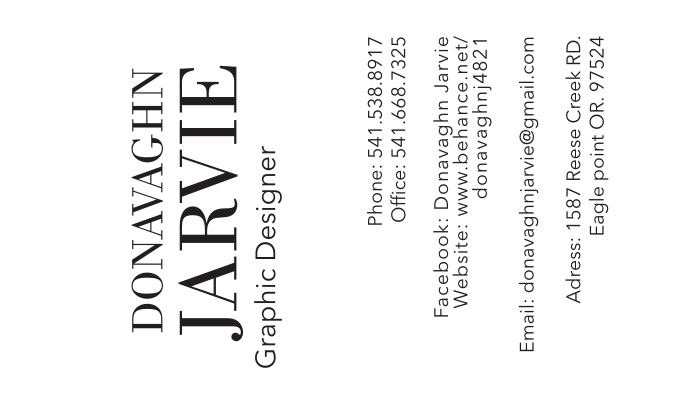 DONAVAGHN
JARVIE
Graphic Designer
Phone: 541.538.8917
Office: 541.668.7325
Facebook: Donavaghn Jarvie
Website: www.behance.net/
donavaghnj4821
Email: donavaghnjarvie@gmail.com
Adress: 1587 Reese Creek RD.
Eagle point OR. 97524